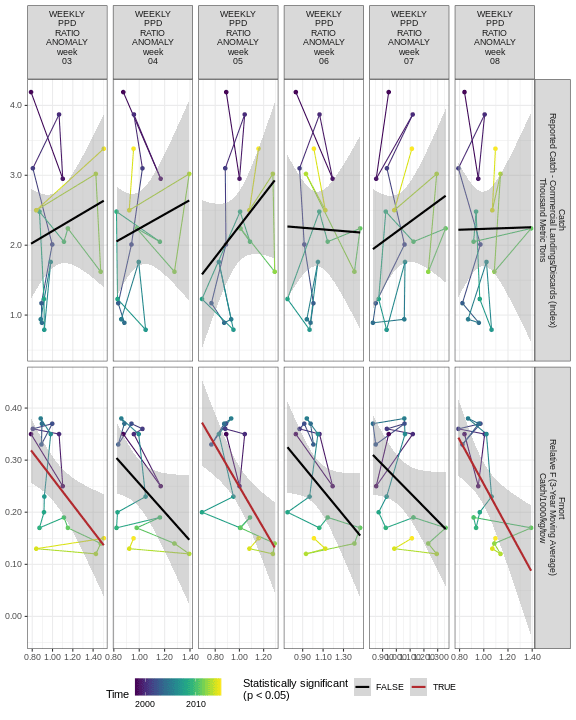 WEEKLY
PPD
RATIO
ANOMALY
week
03
WEEKLY
PPD
RATIO
ANOMALY
week
04
WEEKLY
PPD
RATIO
ANOMALY
week
05
WEEKLY
PPD
RATIO
ANOMALY
week
06
WEEKLY
PPD
RATIO
ANOMALY
week
07
WEEKLY
PPD
RATIO
ANOMALY
week
08
4.0
3.0
2.0
1.0
Catch
Reported Catch - Commercial Landings/Discards (Index)
Thousand Metric Tons
0.40
0.30
0.20
0.10
0.00
Fmort
Relative F (3-Year Moving Average)
Catch/1000/kg/tow
0.80 1.00 1.20 1.40
0.80 1.00 1.20 1.40
0.80 1.00 1.20
0.90 1.10 1.30
0.80 1.00 1.20 1.40
Time
2000 2010
Statistically significant
(p < 0.05)
FALSE
TRUE